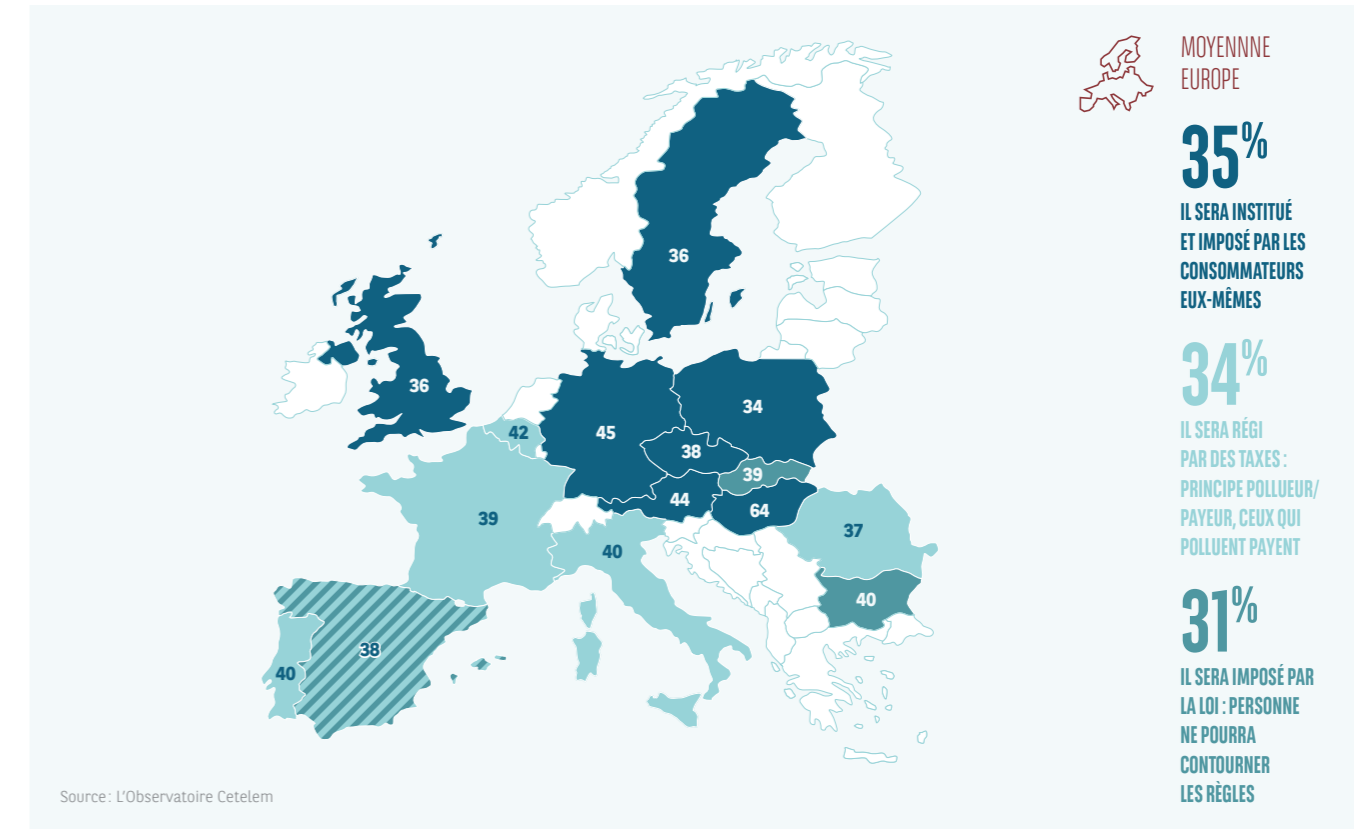 MOYENNNE
EUROPE
35%
IL SERA INSTITUÉ
ET IMPOSÉ PAR LES
CONSOMMATEURS
EUX-MÊMES
34%
IL SERA RÉGI
PAR DES TAXES :
PRINCIPE POLLUEUR/
PAYEUR, CEUX QUI
POLLUENT PAYENT
31%
IL SERA IMPOSÉ PAR
LA LOI : PERSONNE
NE POURRA
CONTOURNER
LES RÈGLES
36
36
34
42
45
38
39
44
64
39
37
40
40
38
40
Source : L'Observatoire Cetelem